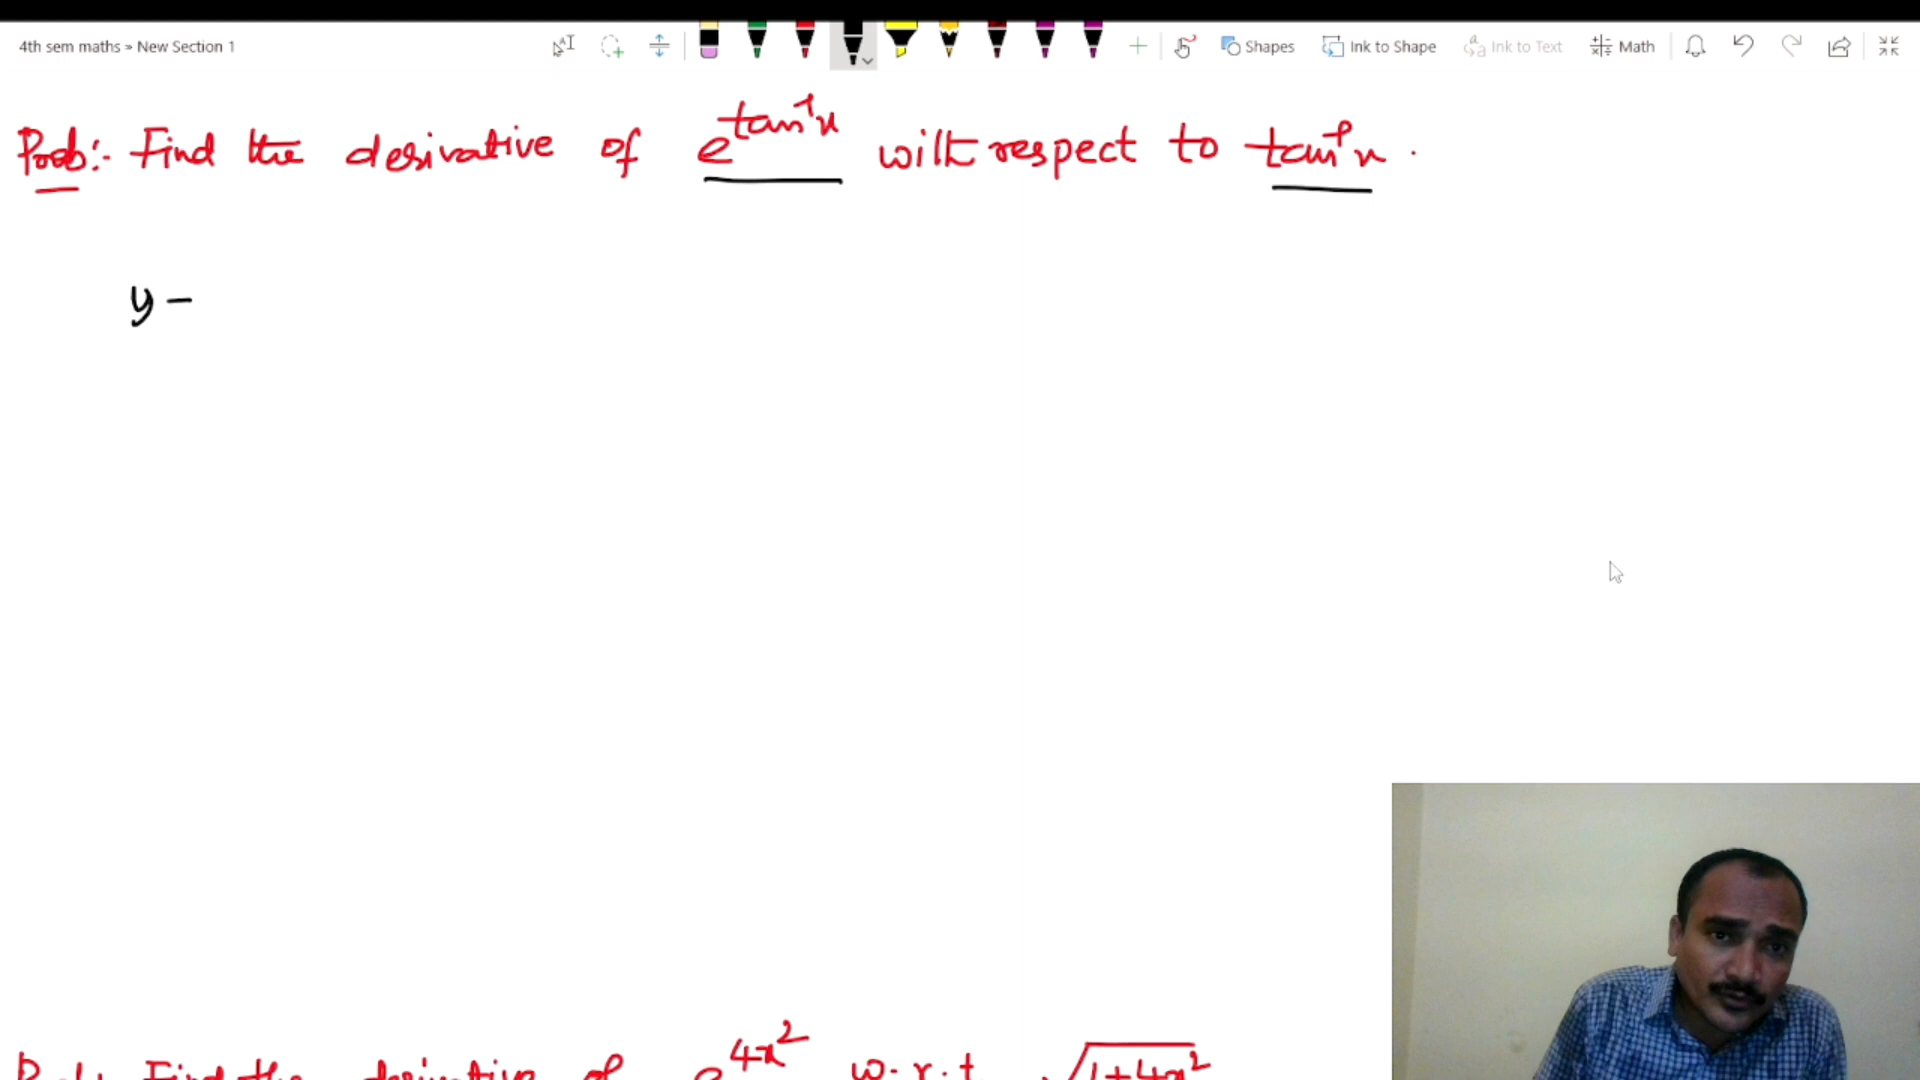 4th sem maths » New Section 1
Shapes Ink to Shape Ink to Text Math
Prob:- Find the derivative of e^tan⁻¹x with respect to tan⁻¹x .
y -
Prob:- Find the derivative of e^4x² w.r.t. √1+4x²